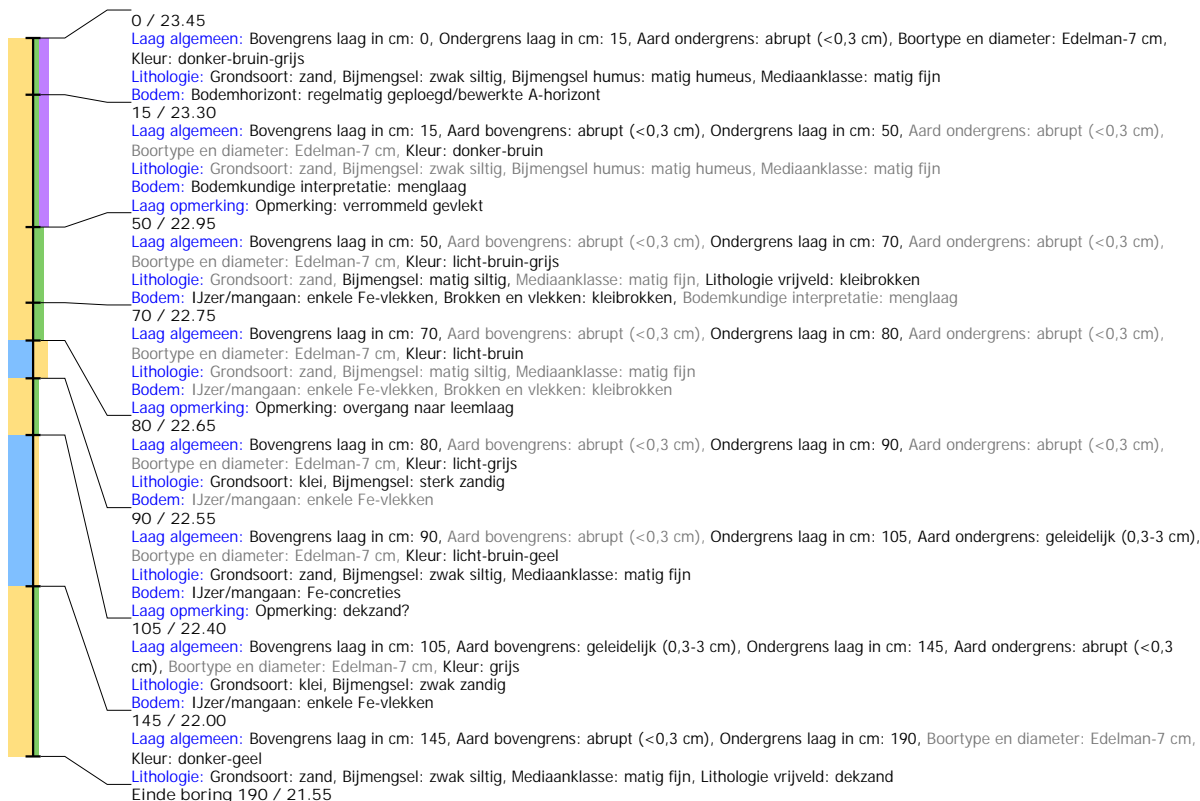 0 / 23.45
Laag algemeen: Bovengrens laag in cm: 0, Ondergrens laag in cm: 15, Aard ondergrens: abrupt (<0,3 cm), Boortype en diameter: Edelman-7 cm,
Kleur: donker-bruin-grijs
Lithologie: Grondsoort: zand, Bijmengsel: zwak siltig, Bijmengsel humus: matig humeus, Mediaanklasse: matig fijn
Bodem: Bodemhorizont: regelmatig geploegd/bewerkte A-horizont
15 / 23.30
Laag algemeen: Bovengrens laag in cm: 15, Aard bovengrens: abrupt (<0,3 cm), Ondergrens laag in cm: 50, Aard ondergrens: abrupt (<0,3 cm),
Boortype en diameter: Edelman-7 cm, Kleur: donker-bruin
Lithologie: Grondsoort: zand, Bijmengsel: zwak siltig, Bijmengsel humus: matig humeus, Mediaanklasse: matig fijn
Bodem: Bodemkundige interpretatie: menglaag
Laag opmerking: Opmerking: verrommeld gevlekt
50 / 22.95
Laag algemeen: Bovengrens laag in cm: 50, Aard bovengrens: abrupt (<0,3 cm), Ondergrens laag in cm: 70, Aard ondergrens: abrupt (<0,3 cm),
Boortype en diameter: Edelman-7 cm, Kleur: licht-bruin-grijs
Lithologie: Grondsoort: zand, Bijmengsel: matig siltig, Mediaanklasse: matig fijn, Lithologie vrijveld: kleibrokken
Bodem: IJzer/mangaan: enkele Fe-vlekken, Brokken en vlekken: kleibrokken, Bodemkundige interpretatie: menglaag
70 / 22.75
Laag algemeen: Bovengrens laag in cm: 70, Aard bovengrens: abrupt (<0,3 cm), Ondergrens laag in cm: 80, Aard ondergrens: abrupt (<0,3 cm),
Boortype en diameter: Edelman-7 cm, Kleur: licht-bruin
Lithologie: Grondsoort: zand, Bijmengsel: matig siltig, Mediaanklasse: matig fijn
Bodem: IJzer/mangaan: enkele Fe-vlekken, Brokken en vlekken: kleibrokken
Laag opmerking: Opmerking: overgang naar leemlaag
80 / 22.65
Laag algemeen: Bovengrens laag in cm: 80, Aard bovengrens: abrupt (<0,3 cm), Ondergrens laag in cm: 90, Aard ondergrens: abrupt (<0,3 cm),
Boortype en diameter: Edelman-7 cm, Kleur: licht-grijs
Lithologie: Grondsoort: klei, Bijmengsel: sterk zandig
Bodem: IJzer/mangaan: enkele Fe-vlekken
90 / 22.55
Laag algemeen: Bovengrens laag in cm: 90, Aard bovengrens: abrupt (<0,3 cm), Ondergrens laag in cm: 105, Aard ondergrens: geleidelijk (0,3-3 cm),
Boortype en diameter: Edelman-7 cm, Kleur: licht-bruin-geel
Lithologie: Grondsoort: zand, Bijmengsel: zwak siltig, Mediaanklasse: matig fijn
Bodem: IJzer/mangaan: Fe-concreties
Laag opmerking: Opmerking: dekzand?
105 / 22.40
Laag algemeen: Bovengrens laag in cm: 105, Aard bovengrens: geleidelijk (0,3-3 cm), Ondergrens laag in cm: 145, Aard ondergrens: abrupt (<0,3
cm), Boortype en diameter: Edelman-7 cm, Kleur: grijs
Lithologie: Grondsoort: klei, Bijmengsel: zwak zandig
Bodem: IJzer/mangaan: enkele Fe-vlekken
145 / 22.00
Laag algemeen: Bovengrens laag in cm: 145, Aard bovengrens: abrupt (<0,3 cm), Ondergrens laag in cm: 190, Boortype en diameter: Edelman-7 cm,
Kleur: donker-geel
Lithologie: Grondsoort: zand, Bijmengsel: zwak siltig, Mediaanklasse: matig fijn, Lithologie vrijveld: dekzand
Einde boring 190 / 21.55